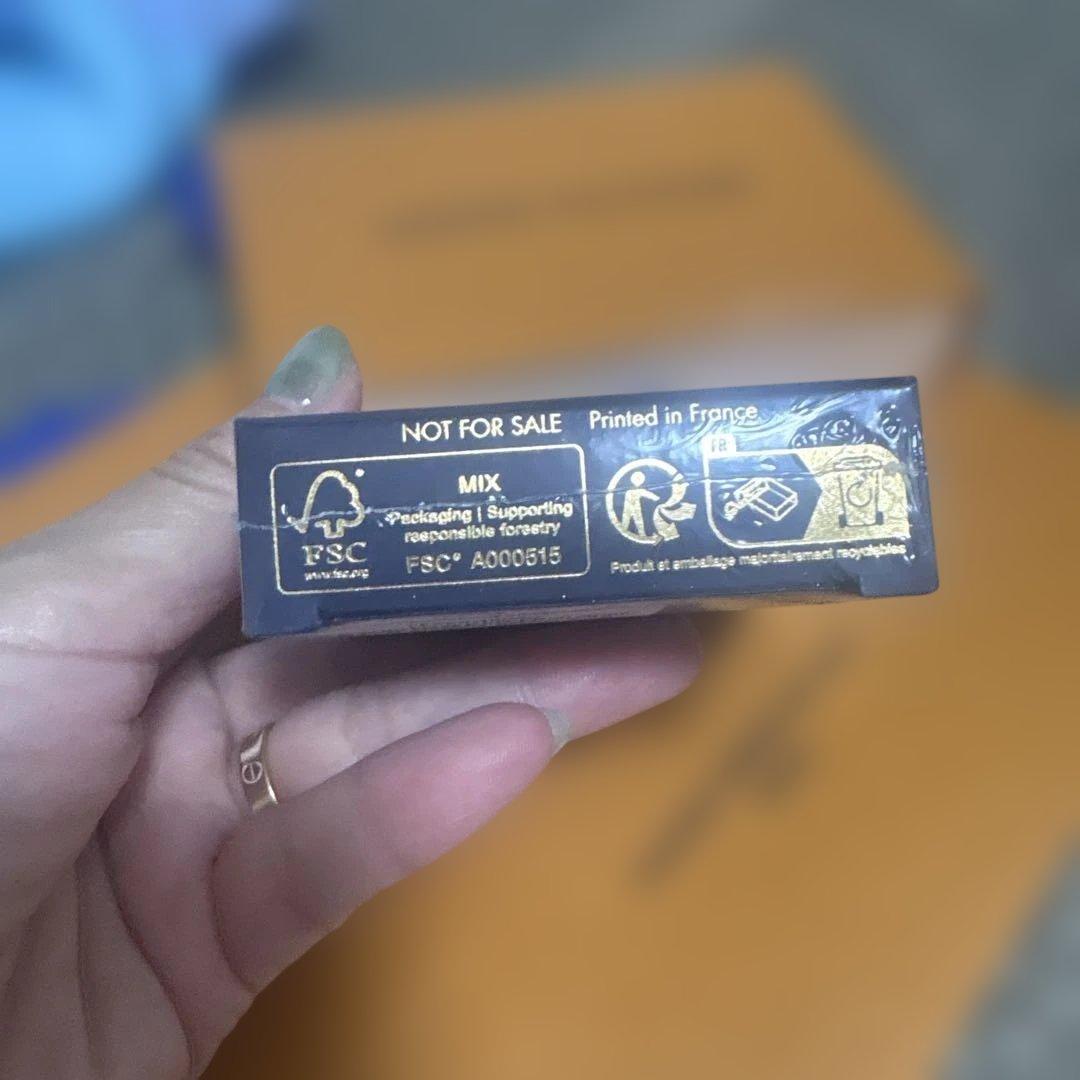 NOT FOR SALE Printed in France
FR
MIX
Packaging | Supporting
responsible forestry
FSC® A000515
FSC
www.fsc.org
Produit et emballage majoritairement recyclables